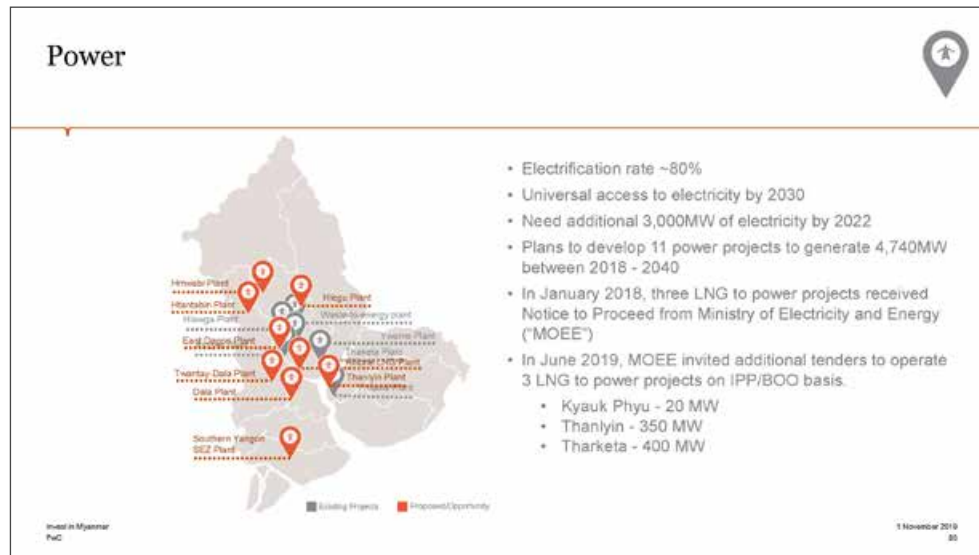 Power
Hmwabi Plant
Htantabin Plant
Hlawga Plant
East Dagon Plant
Twantay-Dala Plant
Dala Plant
Southern Yangon
SEZ Plant
Hlegu Plant
Waste-to-energy plant
Ywama Plant
Thaketa Plant
LNG Plant
Thanlyin Plant
Existing Projects
Proposed/Opportunity
• Electrification rate ~80%
• Universal access to electricity by 2030
• Need additional 3,000MW of electricity by 2022
• Plans to develop 11 power projects to generate 4,740MW
between 2018 - 2040
• In January 2018, three LNG to power projects received
Notice to Proceed from Ministry of Electricity and Energy
("MOEE")
• In June 2019, MOEE invited additional tenders to operate
3 LNG to power projects on IPP/BOO basis.
• Kyauk Phyu - 20 MW
• Thanlyin - 350 MW
• Tharketa - 400 MW
Invest in Myanmar
PwC
1 November 2019